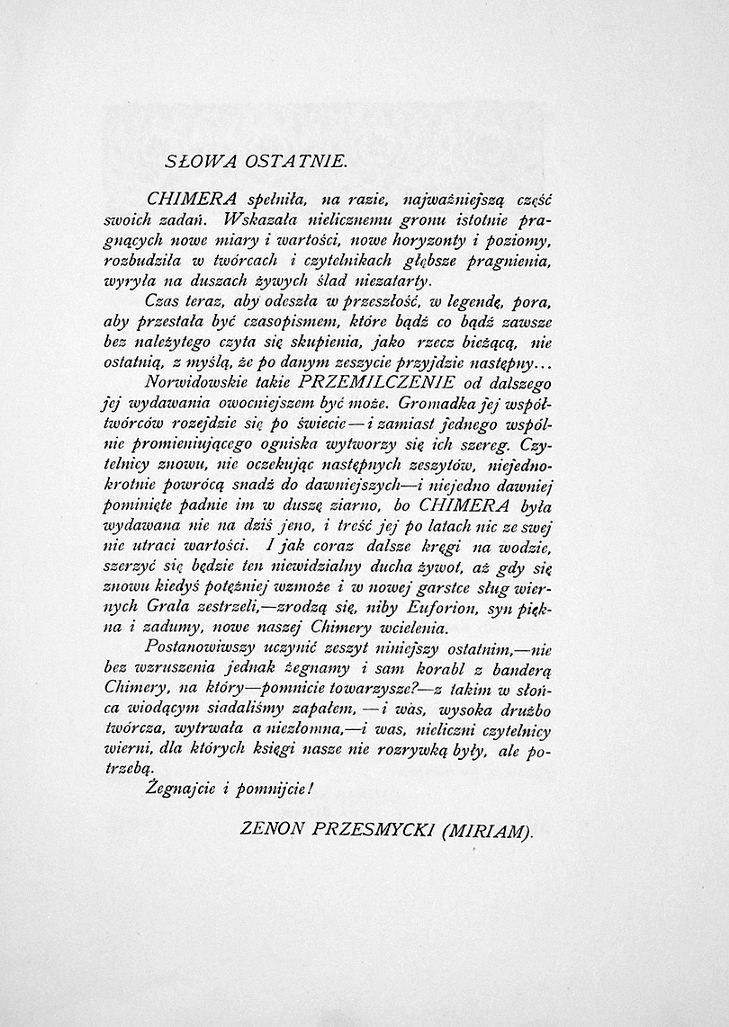 SŁOWA OSTATNIE.
CHIMERA spełniła, na razie, najważniejszą część
swoich zadań. Wskazała nielicznemu gronu istotnie pra-
gnących nowe miary i wartości, nowe horyzonty i poziomy,
rozbudziła w twórcach i czytelnikach głębsze pragnienia,
wyryła na duszach żywych ślad niezatarty.
Czas teraz, aby odeszła w przeszłość, w legendę, pora,
aby przestała być czasopismem, które bądź co bądź zawsze
bez należytego czyta się skupienia, jako rzecz bieżącą, nie
ostatnią, z myślą, że po danym zeszycie przyjdzie następny...
Norwidowskie takie PRZEMILCZENIE od dalszego
jej wydawania owocniejszem być może. Gromadka jej współ-
twórców rozejdzie się po świecie—i zamiast jednego wspól-
nie promieniującego ogniska wytworzy się ich szereg. Czy-
telnicy znowu, nie oczekując następnych zeszytów, niejedno-
krotnie powrócą snadź do dawniejszych—i niejedno dawniej
pominięte padnie im w duszę ziarno, bo CHIMERA była
wydawana nie na dziś jeno, i treść jej po latach nic ze swej
nie utraci wartości. I jak coraz dalsze kręgi na wodzie,
szerzyć się będzie ten niewidzialny ducha żywot, aż gdy się
znowu kiedyś potężniej wzmoże i w nowej garstce sług wier-
nych Grala zestrzeli,—zrodzą się, niby Euforion, syn pięk-
na i zadumy, nowe naszej Chimery wcielenia.
Postanowiwszy uczynić zeszyt niniejszy ostatnim,—nie
bez wzruszenia jednak żegnamy i sam korabl z banderą
Chimery, na który—pomnicie towarzysze?—z takim w słoń-
ca wiodącym siadaliśmy zapałem, —i was, wysoka drużbo
twórcza, wytrwała a niezłomna,—i was, nieliczni czytelnicy
wierni, dla których księgi nasze nie rozrywką były, ale po-
trzebą.
Żegnajcie i pomnijcie!
ZENON PRZESMYCKI (MIRIAM).